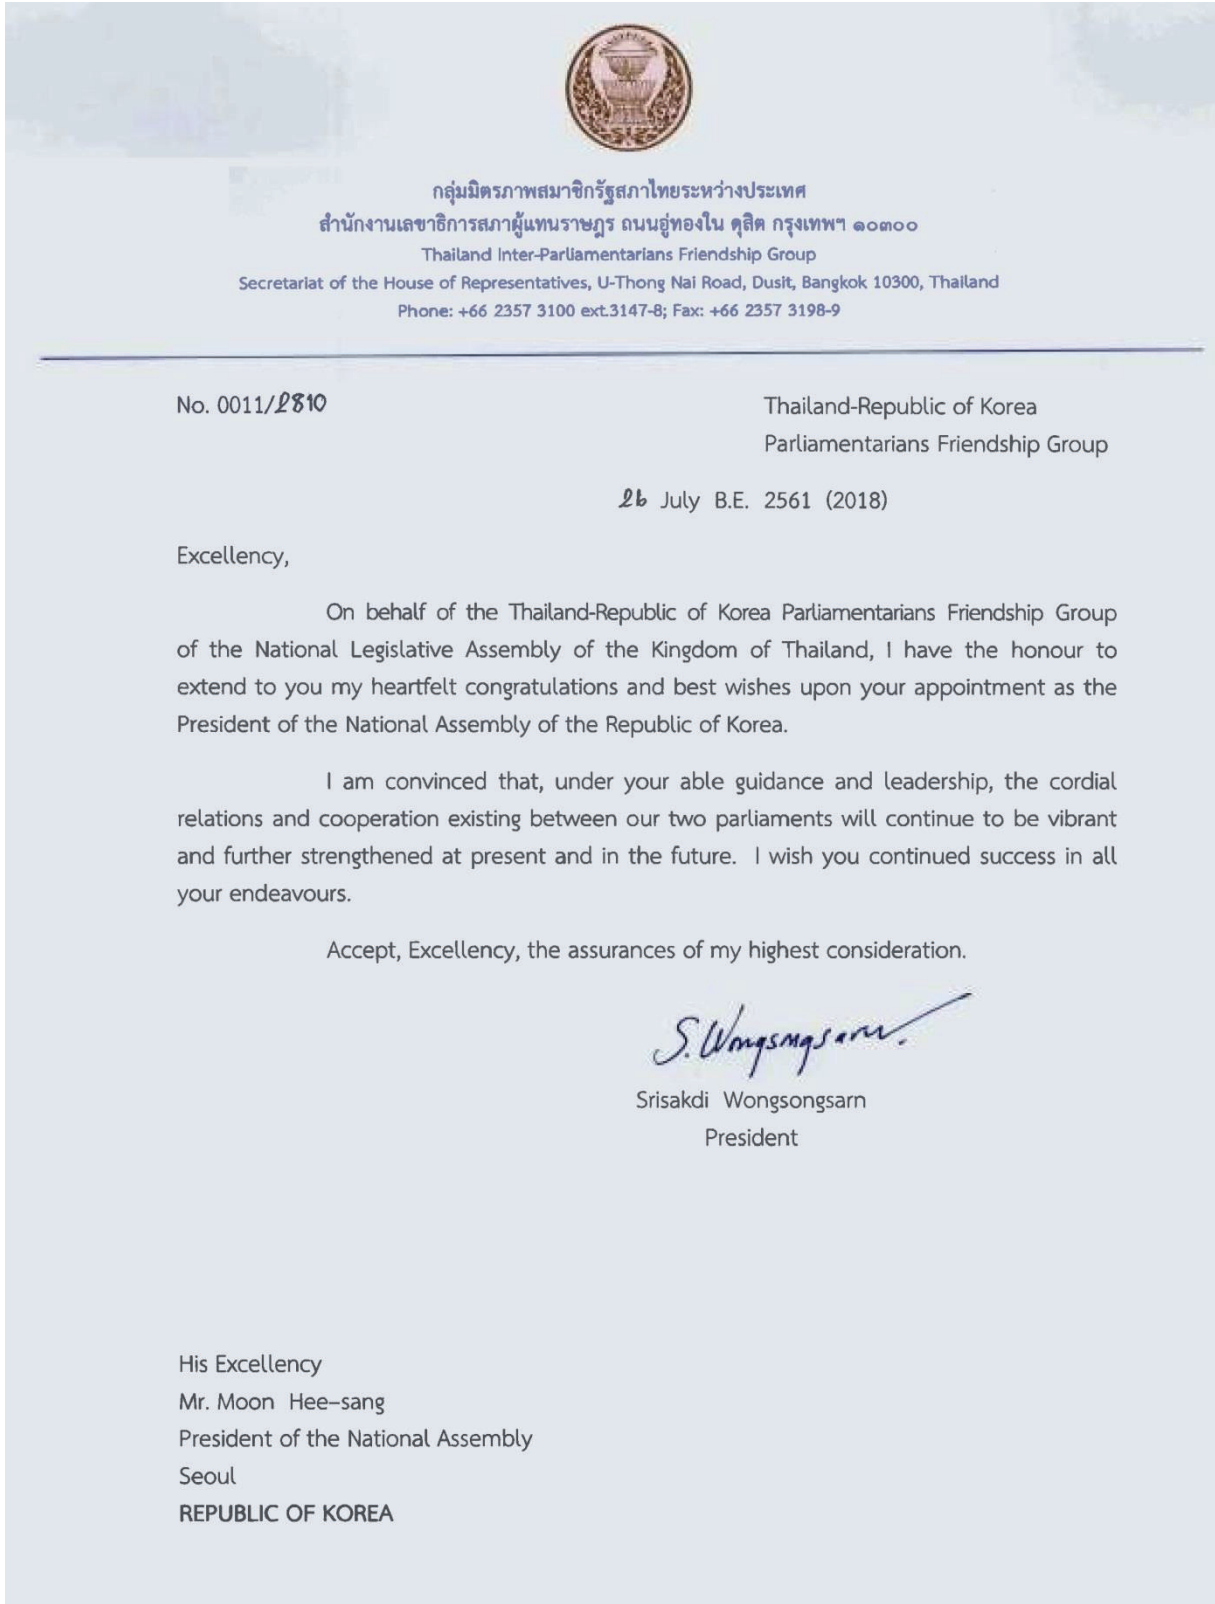 กลุ่มมิตรภาพสมาชิกรัฐสภาไทยระหว่างประเทศ
สำนักงานเลขาธิการสภาผู้แทนราษฎร ถนนอู่ทองใน ดุสิต กรุงเทพฯ ๑๐๓๐๐
Thailand Inter-Parliamentarians Friendship Group
Secretariat of the House of Representatives, U-Thong Nai Road, Dusit, Bangkok 10300, Thailand
Phone: +66 2357 3100 ext.3147-8; Fax: +66 2357 3198-9
No. 0011/2810
Thailand-Republic of Korea
Parliamentarians Friendship Group
26 July B.E. 2561 (2018)
Excellency,
On behalf of the Thailand-Republic of Korea Parliamentarians Friendship Group
of the National Legislative Assembly of the Kingdom of Thailand, I have the honour to
extend to you my heartfelt congratulations and best wishes upon your appointment as the
President of the National Assembly of the Republic of Korea.
I am convinced that, under your able guidance and leadership, the cordial
relations and cooperation existing between our two parliaments will continue to be vibrant
and further strengthened at present and in the future. I wish you continued success in all
your endeavours.
Accept, Excellency, the assurances of my highest consideration.
S. Wongsongsarn.
Srisakdi Wongsongsarn
President
His Excellency
Mr. Moon Hee-sang
President of the National Assembly
Seoul
REPUBLIC OF KOREA